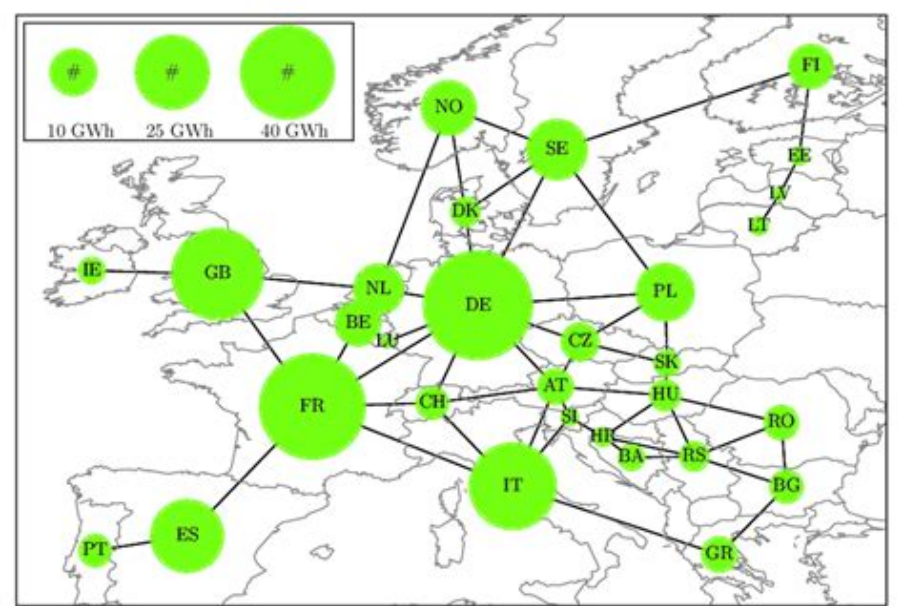 # # #
10 GWh 25 GWh 40 GWh
FI
NO
SE
EE
LV
DK
LT
IE
GB
NL
DE
PL
BE
LU
CZ
SK
AT
HU
CH
FR
SI
RO
HR
BA
RS
IT
BG
ES
PT
GR